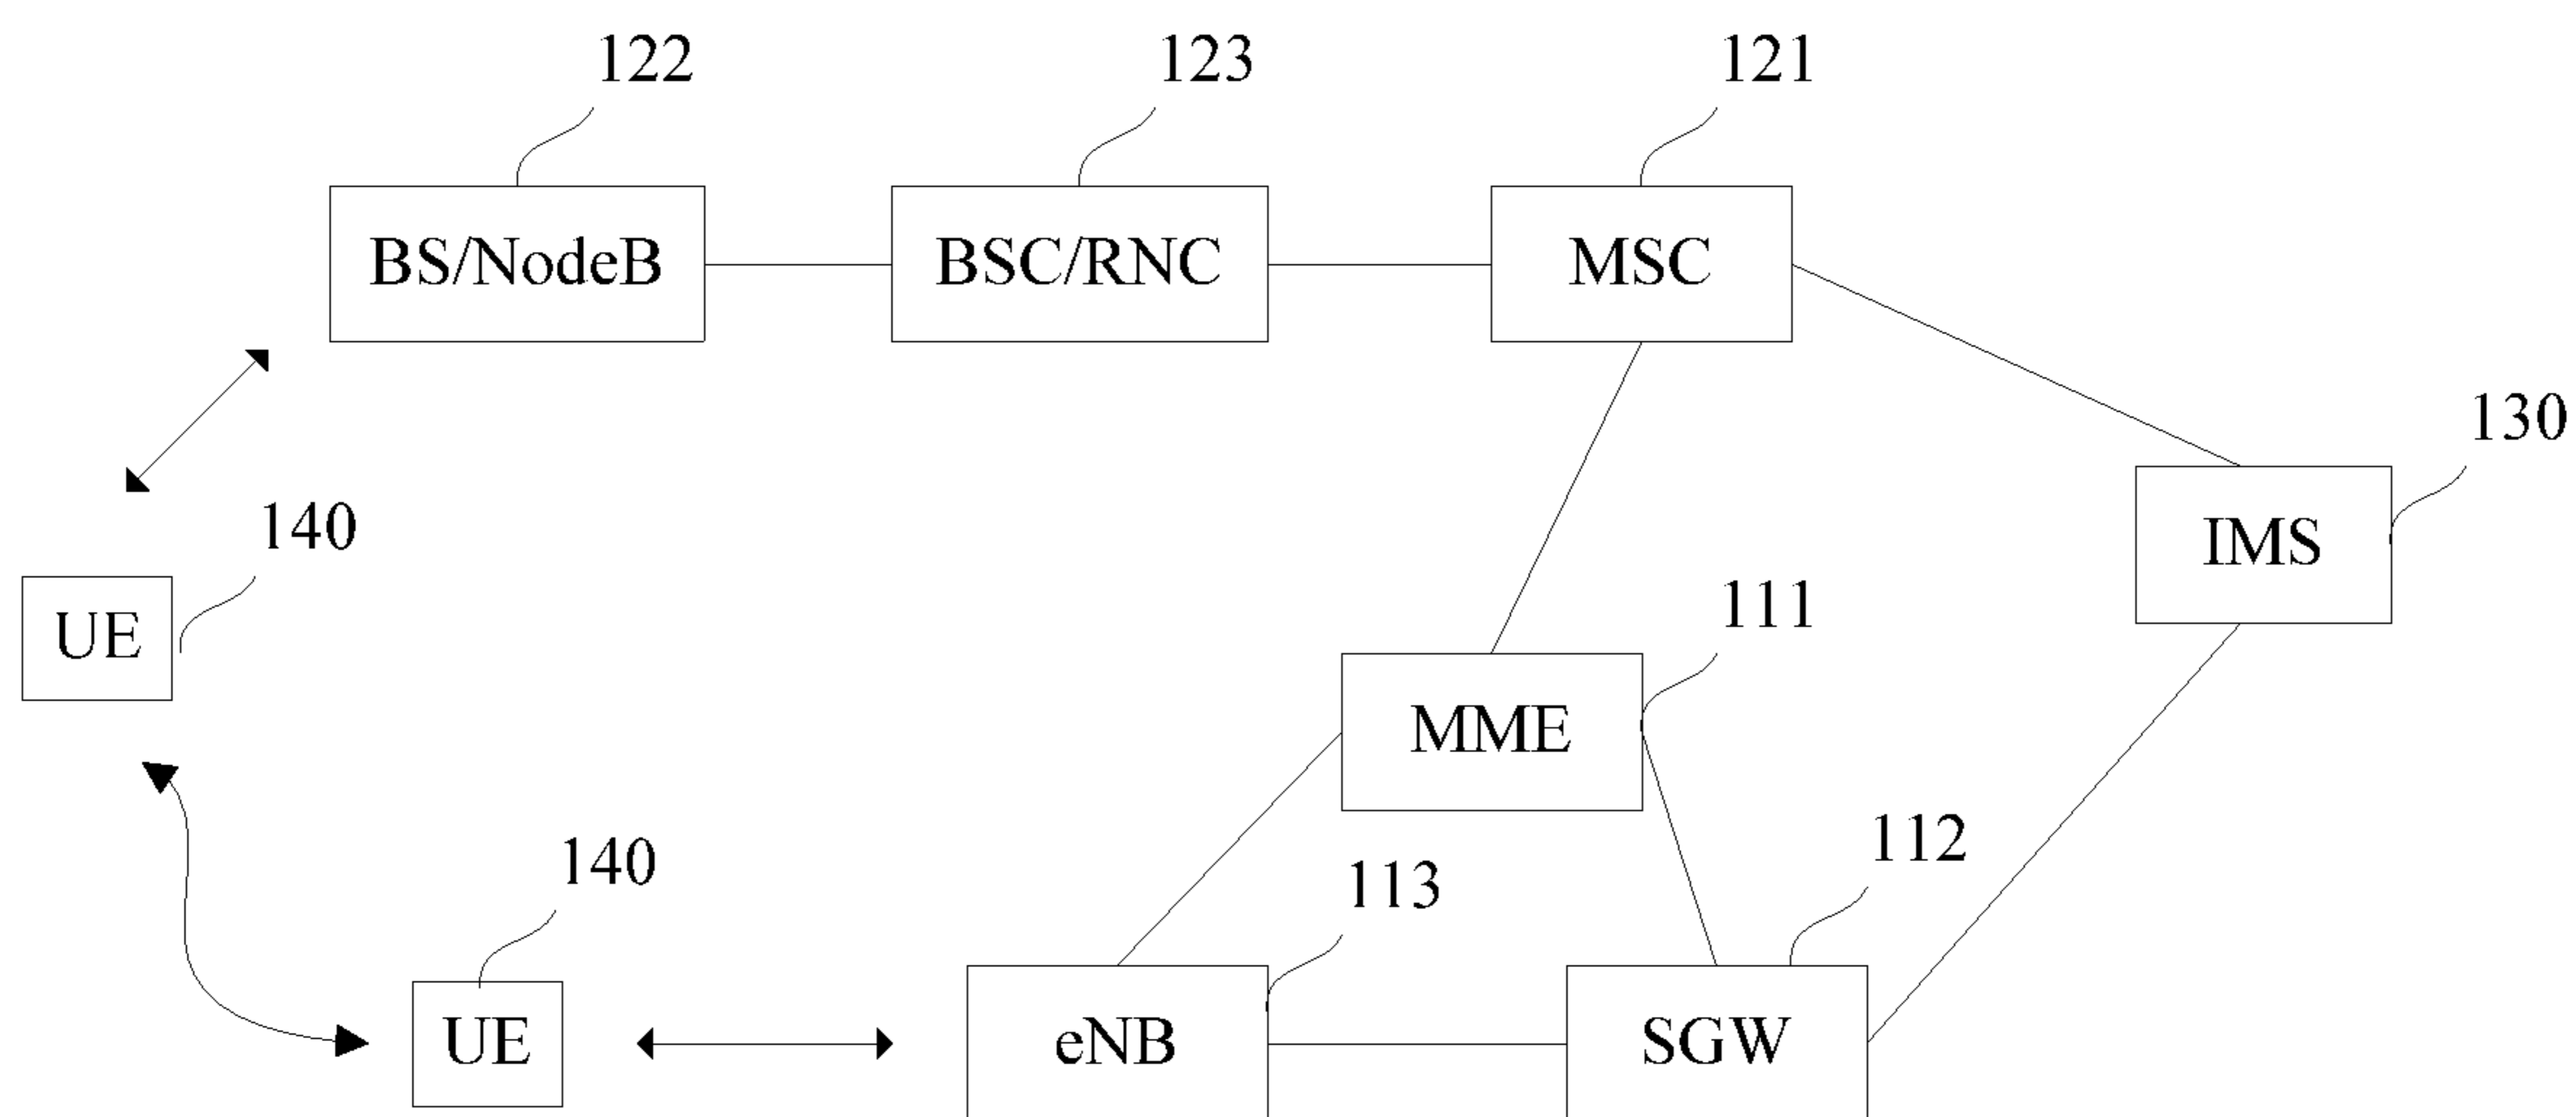 122
123
121
BS/NodeB
BSC/RNC
MSC
130
140
IMS
UE
111
MME
140
113
112
UE
eNB
SGW